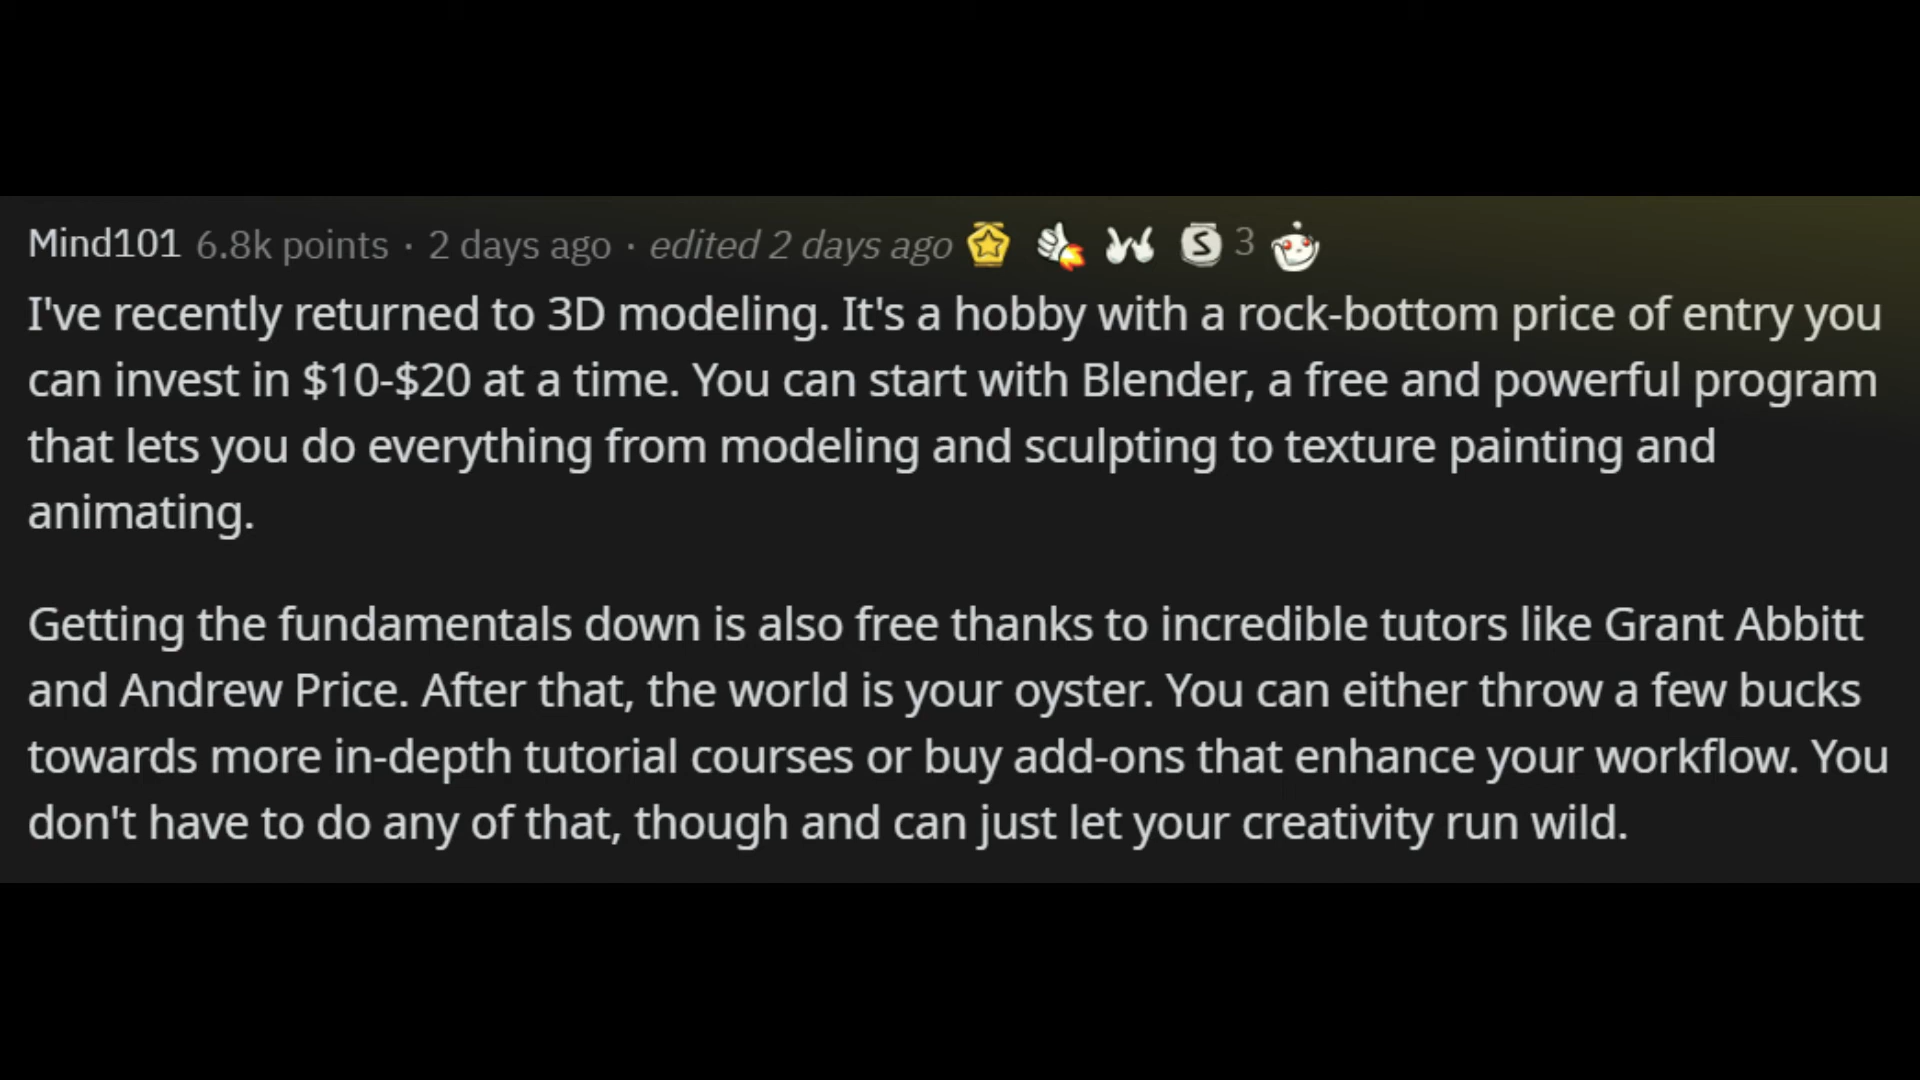 Mind101 6.8k points · 2 days ago · edited 2 days ago S 3
I've recently returned to 3D modeling. It's a hobby with a rock-bottom price of entry you
can invest in $10-$20 at a time. You can start with Blender, a free and powerful program
that lets you do everything from modeling and sculpting to texture painting and
animating.
Getting the fundamentals down is also free thanks to incredible tutors like Grant Abbitt
and Andrew Price. After that, the world is your oyster. You can either throw a few bucks
towards more in-depth tutorial courses or buy add-ons that enhance your workflow. You
don't have to do any of that, though and can just let your creativity run wild.